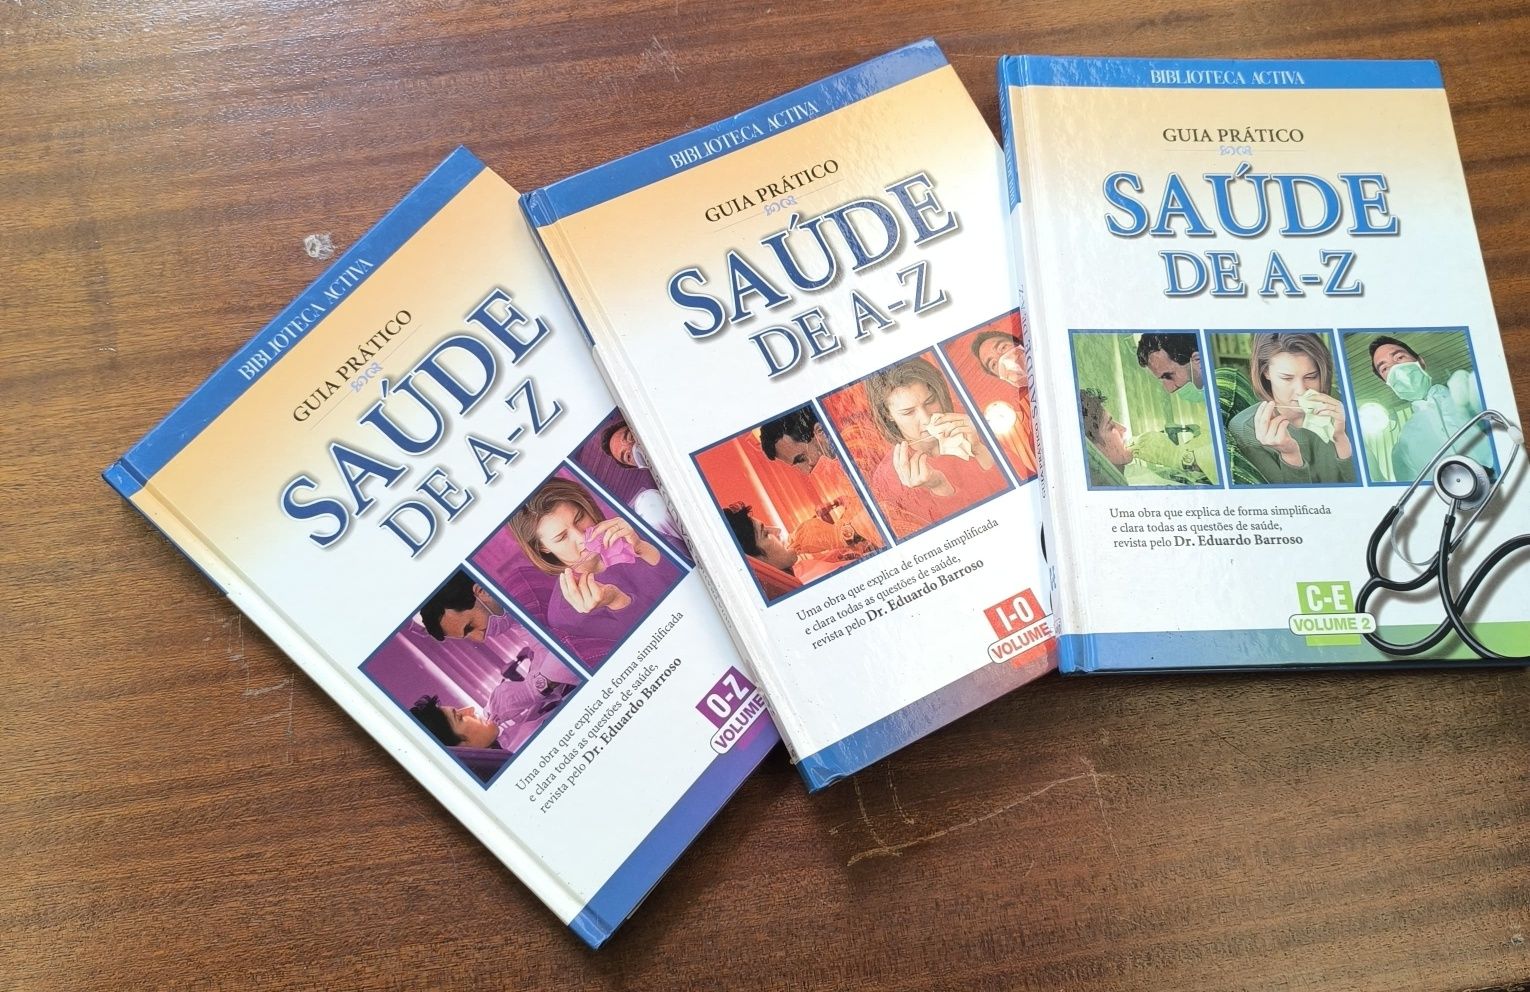 BIBLIOTECA ACTIVA
GUIA PRÁTICO
SAÚDE
DE A-Z
Uma obra que explica de forma simplificada
e clara todas as questões de saúde,
revista pelo Dr. Eduardo Barroso
O-Z
VOLUME
BIBLIOTECA ACTIVA
GUIA PRÁTICO
SAÚDE
DE A-Z
Uma obra que explica de forma simplificada
e clara todas as questões de saúde,
revista pelo Dr. Eduardo Barroso
I-O
VOLUME
BIBLIOTECA ACTIVA
GUIA PRÁTICO
SAÚDE
DE A-Z
Uma obra que explica de forma simplificada
e clara todas as questões de saúde,
revista pelo Dr. Eduardo Barroso
C-E
VOLUME 2
GUIA PRÁTICO SAÚDE DE A-Z